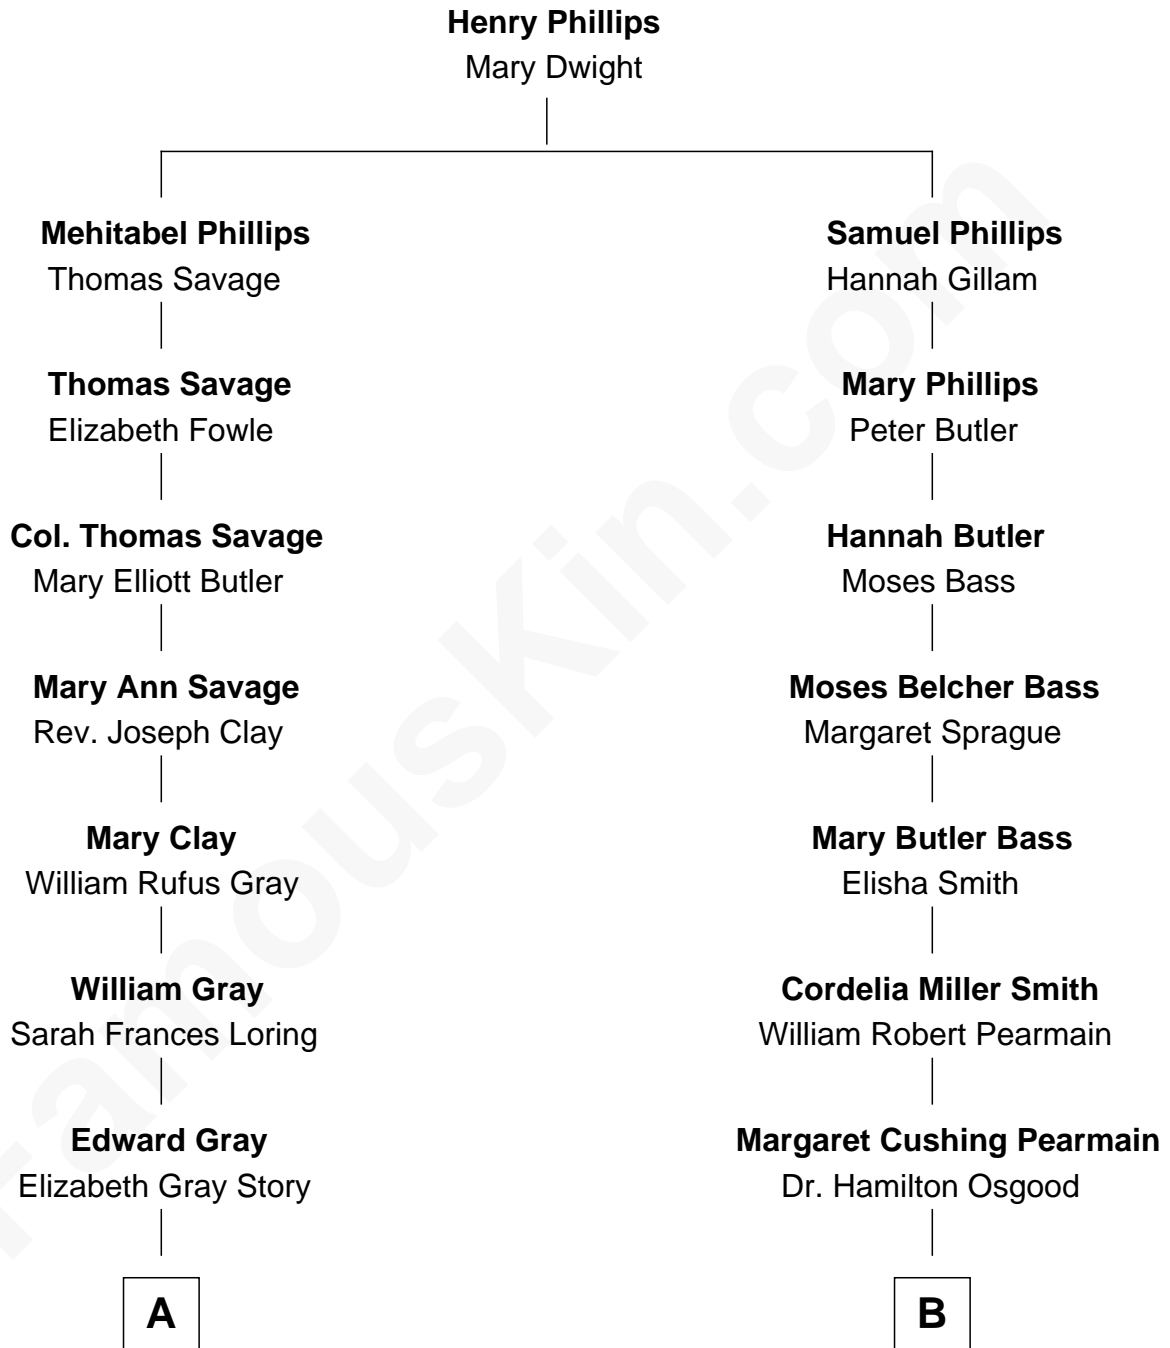 Henry Phillips
Mary Dwight
Mehitabel Phillips
Thomas Savage
Samuel Phillips
Hannah Gillam
Thomas Savage
Elizabeth Fowle
Mary Phillips
Peter Butler
Col. Thomas Savage
Mary Elliott Butler
Hannah Butler
Moses Bass
Mary Ann Savage
Rev. Joseph Clay
Moses Belcher Bass
Margaret Sprague
Mary Clay
William Rufus Gray
Mary Butler Bass
Elisha Smith
William Gray
Sarah Frances Loring
Cordelia Miller Smith
William Robert Pearmain
Edward Gray
Elizabeth Gray Story
Margaret Cushing Pearmain
Dr. Hamilton Osgood
A
B
FamousKin.com